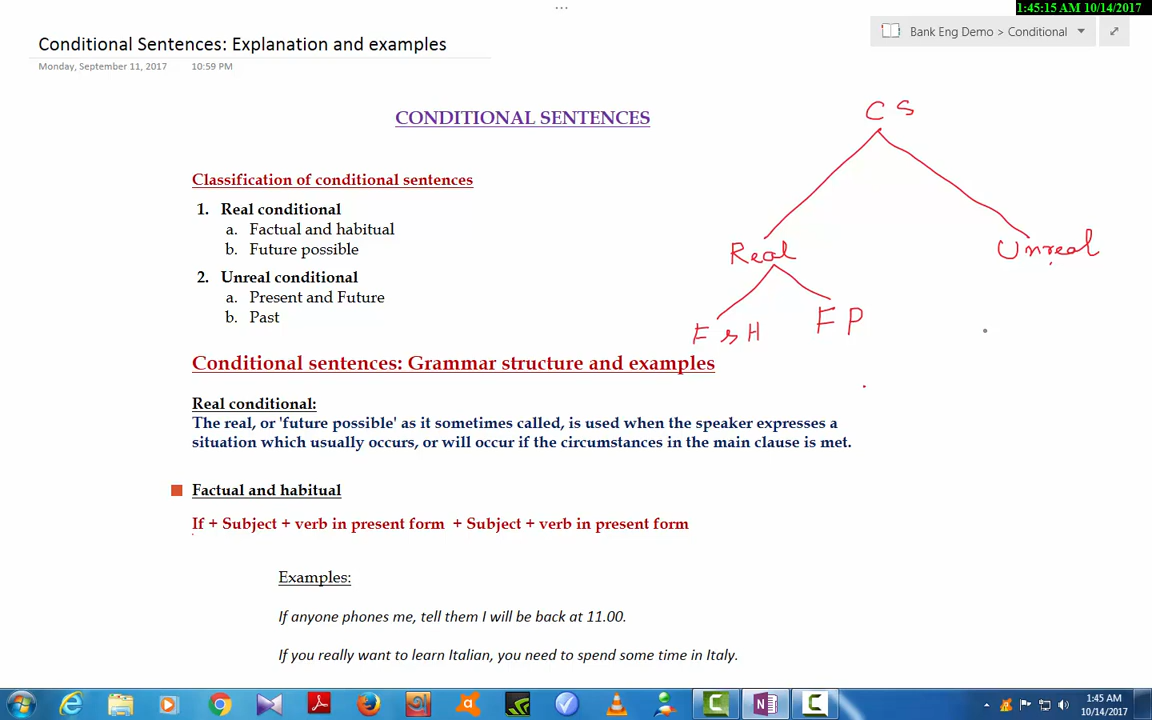 1:45:15 AM 10/14/2017
Conditional Sentences: Explanation and examples
Bank Eng Demo > Conditional
Monday, September 11, 2017 10:59 PM
CONDITIONAL SENTENCES
C S
Classification of conditional sentences
1. Real conditional
a. Factual and habitual
b. Future possible
2. Unreal conditional
a. Present and Future
b. Past
Real Unreal
F & H F P
Conditional sentences: Grammar structure and examples
Real conditional:
The real, or 'future possible' as it sometimes called, is used when the speaker expresses a
situation which usually occurs, or will occur if the circumstances in the main clause is met.
Factual and habitual
If + Subject + verb in present form + Subject + verb in present form
Examples:
If anyone phones me, tell them I will be back at 11.00.
If you really want to learn Italian, you need to spend some time in Italy.
1:45 AM
10/14/2017